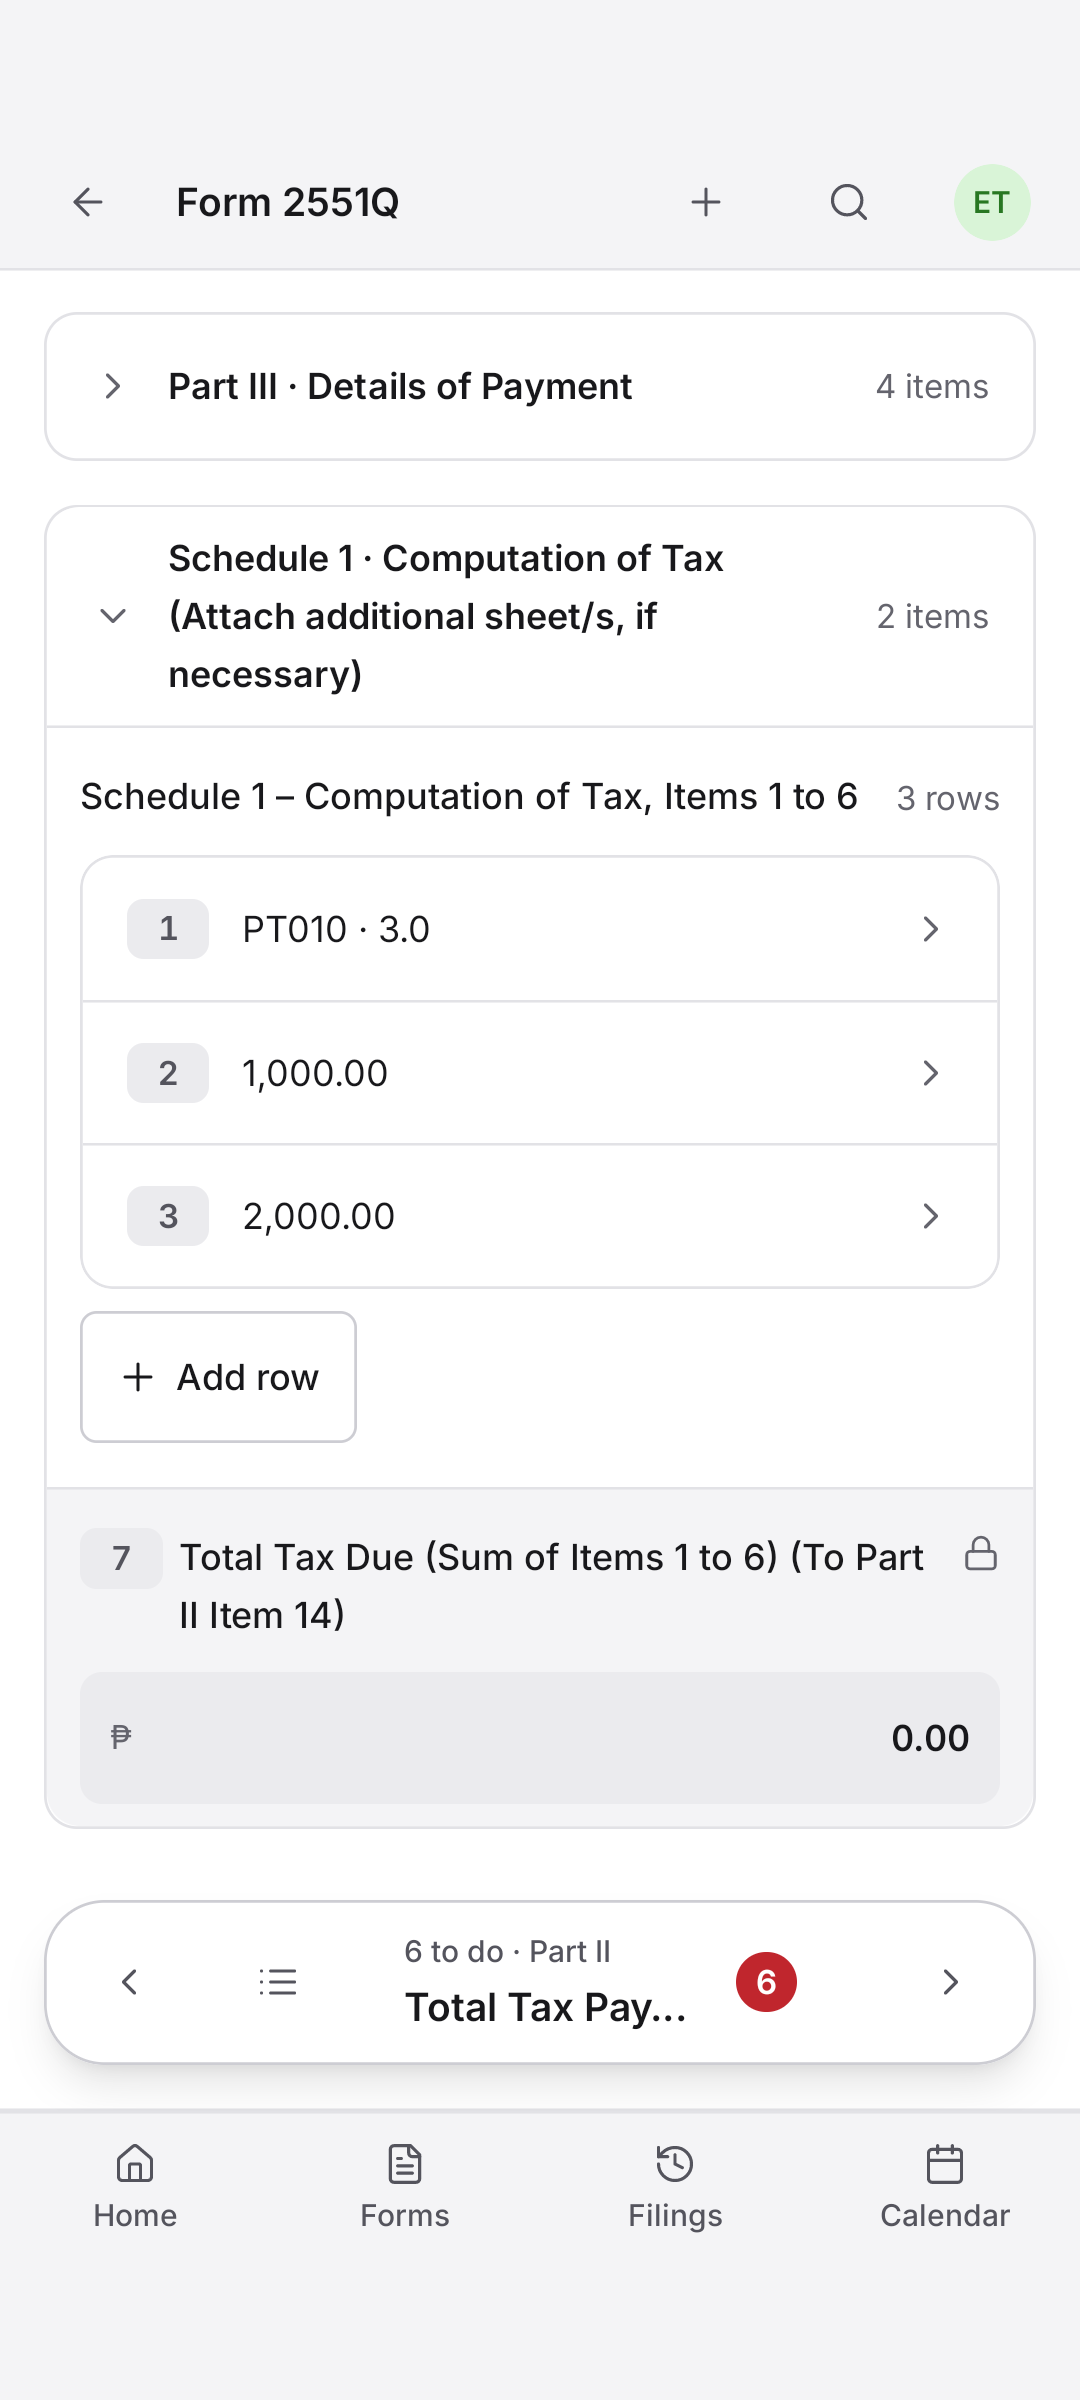 Form 2551Q
ET
Part III · Details of Payment
4 items
Schedule 1 · Computation of Tax
(Attach additional sheet/s, if
necessary)
2 items
Schedule 1 – Computation of Tax, Items 1 to 6
3 rows
1 PT010 · 3.0
2 1,000.00
3 2,000.00
Add row
7 Total Tax Due (Sum of Items 1 to 6) (To Part
II Item 14)
₱ 0.00
6 to do · Part II
Total Tax Pay...
6
Home
Forms
Filings
Calendar